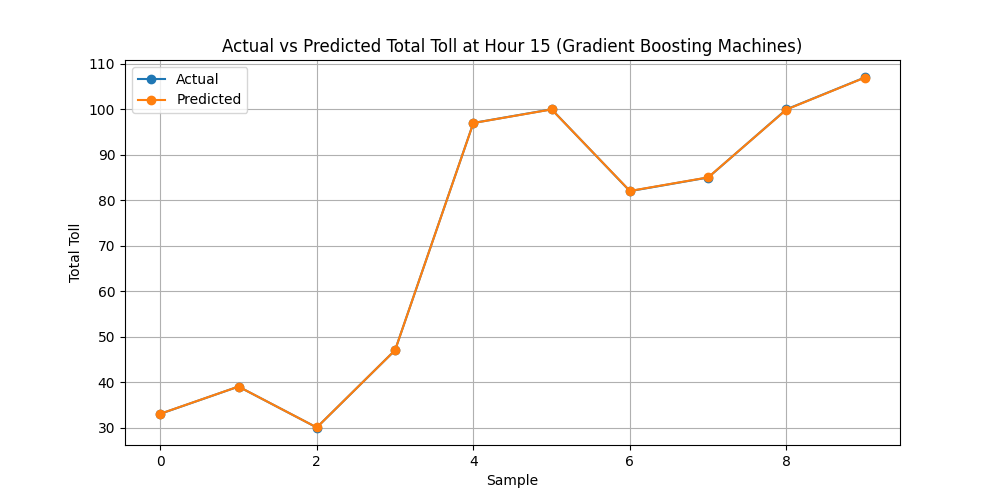 Actual vs Predicted Total Toll at Hour 15 (Gradient Boosting Machines)
Actual
Predicted
110
100
90
80
70
60
50
40
30
Total Toll
0 2 4 6 8
Sample